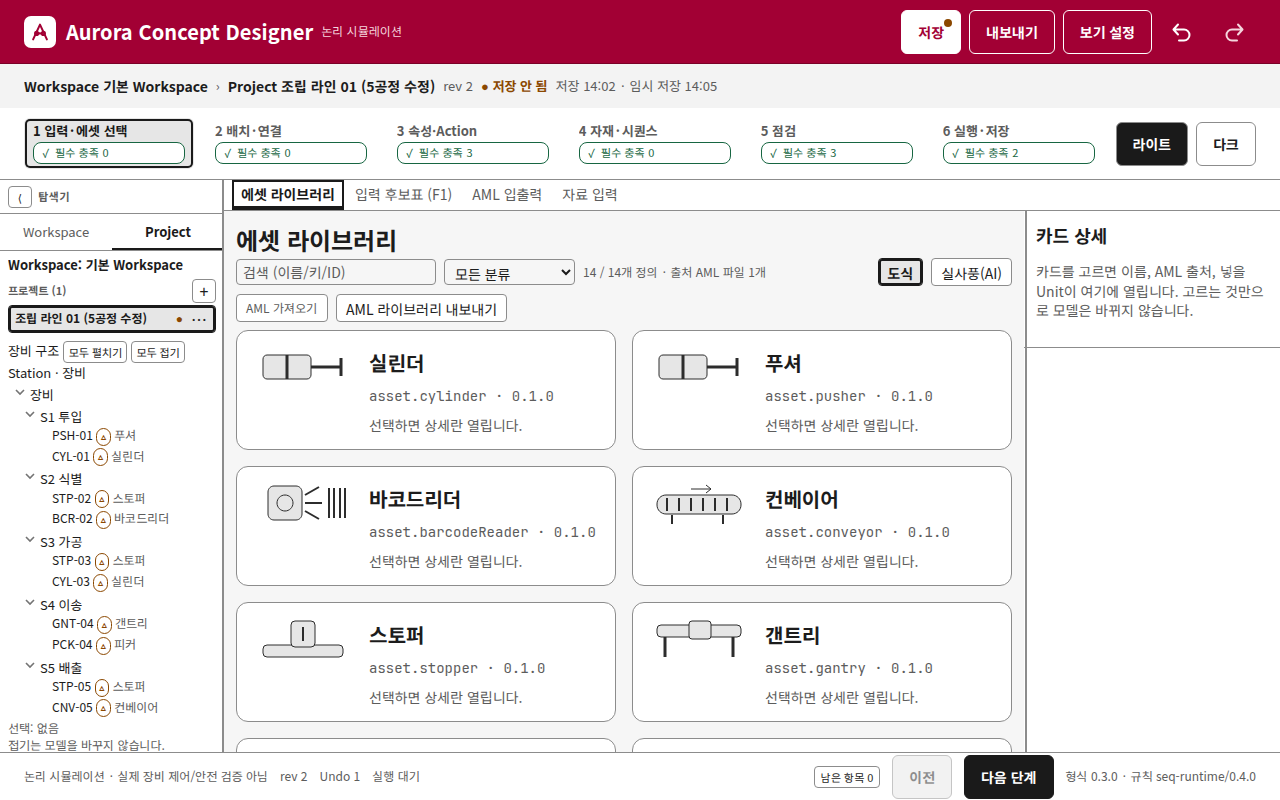 Aurora Concept Designer 논리 시뮬레이션
저장 내보내기 보기 설정
Workspace 기본 Workspace › Project 조립 라인 01 (5공정 수정) rev 2 ● 저장 안 됨 저장 14:02 · 임시 저장 14:05
1 입력·에셋 선택
✓ 필수 충족 0
2 배치·연결
✓ 필수 충족 0
3 속성·Action
✓ 필수 충족 3
4 자재·시퀀스
✓ 필수 충족 0
5 점검
✓ 필수 충족 3
6 실행·저장
✓ 필수 충족 2
라이트 다크
⟨ 탐색기
Workspace Project
Workspace: 기본 Workspace
프로젝트 (1) +
조립 라인 01 (5공정 수정) ● ···
장비 구조 모두 펼치기 모두 접기
Station · 장비
장비
S1 투입
PSH-01 푸셔
CYL-01 실린더
S2 식별
STP-02 스토퍼
BCR-02 바코드리더
S3 가공
STP-03 스토퍼
CYL-03 실린더
S4 이송
GNT-04 갠트리
PCK-04 피커
S5 배출
STP-05 스토퍼
CNV-05 컨베이어
선택: 없음
접기는 모델을 바꾸지 않습니다.
에셋 라이브러리 입력 후보표 (F1) AML 입출력 자료 입력
에셋 라이브러리
검색 (이름/키/ID) 모든 분류 14 / 14개 정의 · 출처 AML 파일 1개 도식 실사풍(AI)
AML 가져오기 AML 라이브러리 내보내기
실린더
asset.cylinder · 0.1.0
선택하면 상세란 열립니다.
푸셔
asset.pusher · 0.1.0
선택하면 상세란 열립니다.
바코드리더
asset.barcodeReader · 0.1.0
선택하면 상세란 열립니다.
컨베이어
asset.conveyor · 0.1.0
선택하면 상세란 열립니다.
스토퍼
asset.stopper · 0.1.0
선택하면 상세란 열립니다.
갠트리
asset.gantry · 0.1.0
선택하면 상세란 열립니다.
카드 상세
카드를 고르면 이름, AML 출처, 넣을
Unit이 여기에 열립니다. 고르는 것만으
로 모델은 바뀌지 않습니다.
논리 시뮬레이션 · 실제 장비 제어/안전 검증 아님 rev 2 Undo 1 실행 대기
남은 항목 0 이전 다음 단계 형식 0.3.0 · 규칙 seq-runtime/0.4.0